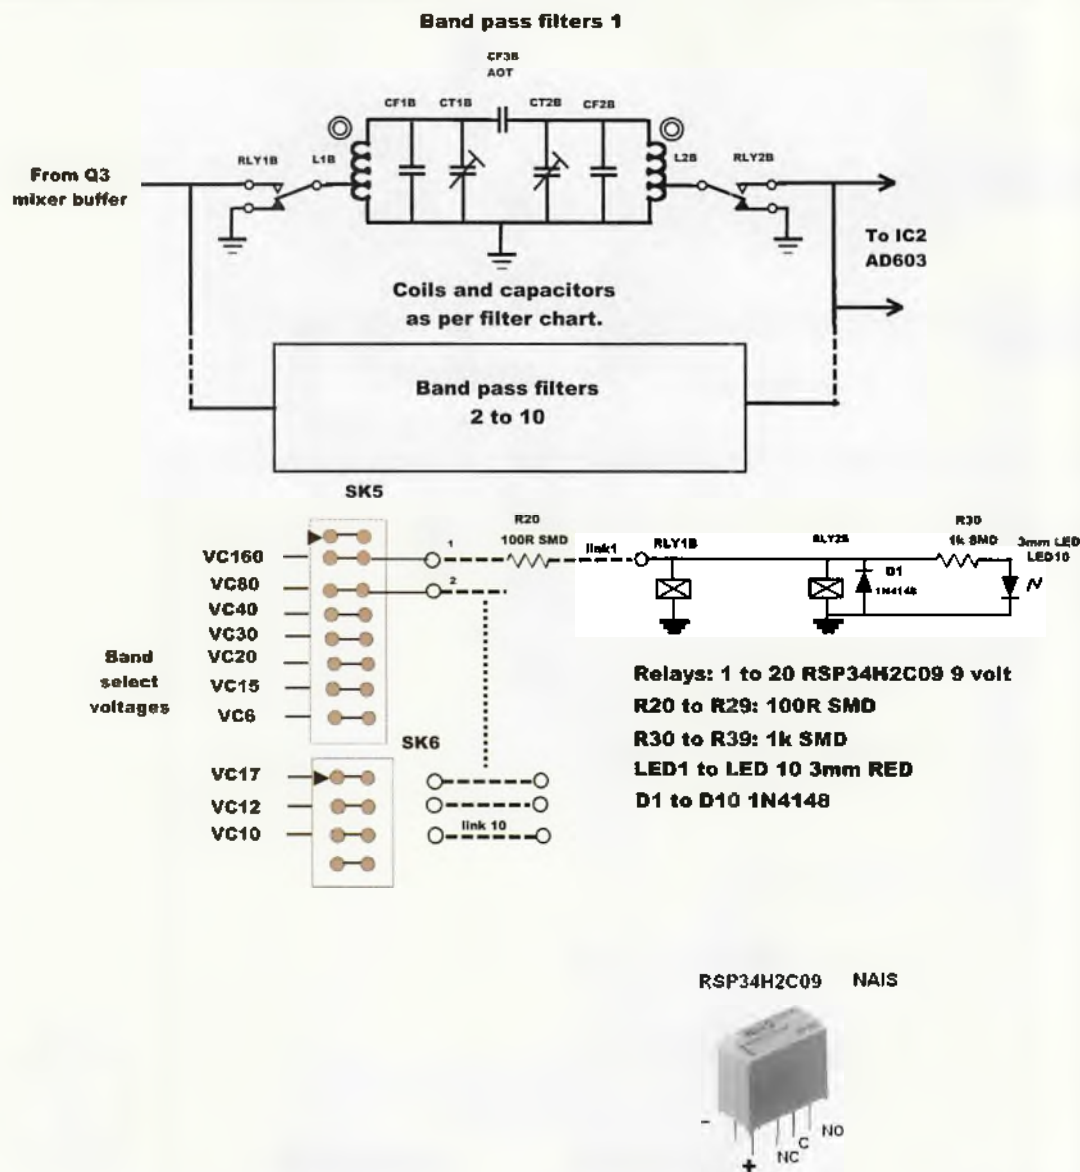 Band pass filters 1
CF3B
AOT
CF1B
CT1B
CT2B
CF2B
RLY1B
L1B
L2B
RLY2B
From Q3
mixer buffer
To IC2
AD603
Coils and capacitors
as per filter chart.
Band pass filters
2 to 10
SK5
VC160
VC80
VC40
VC30
VC20
VC15
VC6
Band
select
voltages
1
2
R20
100R SMD
link1
RLY1B
RLY2B
D1
1N4148
R30
1k SMD
3mm LED
LED10
Relays: 1 to 20 RSP34H2C09 9 volt
R20 to R29: 100R SMD
R30 to R39: 1k SMD
LED1 to LED 10 3mm RED
D1 to D10 1N4148
SK6
VC17
VC12
VC10
link 10
RSP34H2C09 NAIS
-
+
NC
C
NO